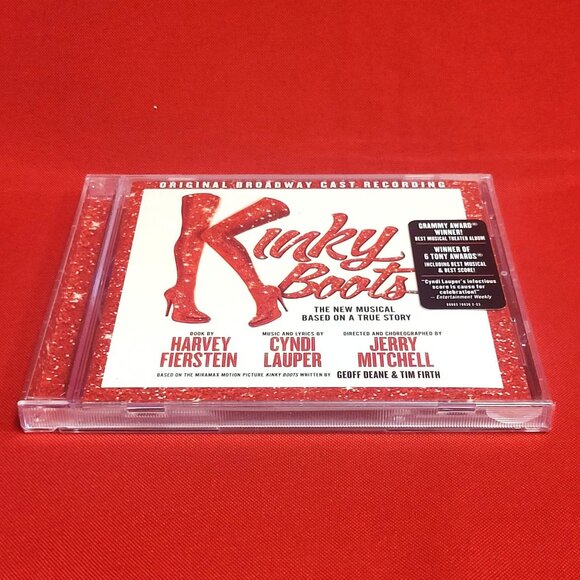 ORIGINAL BROADWAY CAST RECORDING
Kinky
Boots
THE NEW MUSICAL
BASED ON A TRUE STORY
BOOK BY
HARVEY
FIERSTEIN
MUSIC AND LYRICS BY
CYNDI
LAUPER
DIRECTED AND CHOREOGRAPHED BY
JERRY
MITCHELL
BASED ON THE MIRAMAX MOTION PICTURE KINKY BOOTS WRITTEN BY GEOFF DEANE & TIM FIRTH
GRAMMY AWARD®
WINNER!
BEST MUSICAL THEATER ALBUM
WINNER OF
6 TONY AWARDS®
INCLUDING BEST MUSICAL
& BEST SCORE!
"Cyndi Lauper's infectious
score is cause for
celebration!"
– Entertainment Weekly